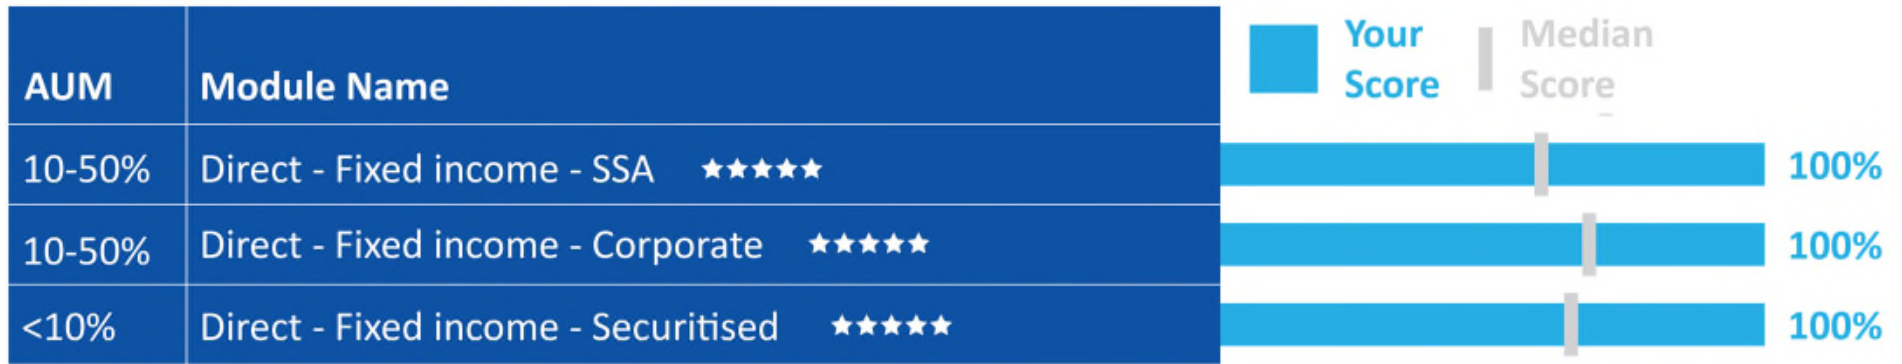 Your Score
Median Score
AUM Module Name
10-50% Direct - Fixed income - SSA ★★★★★ 100%
10-50% Direct - Fixed income - Corporate ★★★★★ 100%
<10% Direct - Fixed income - Securitised ★★★★★ 100%